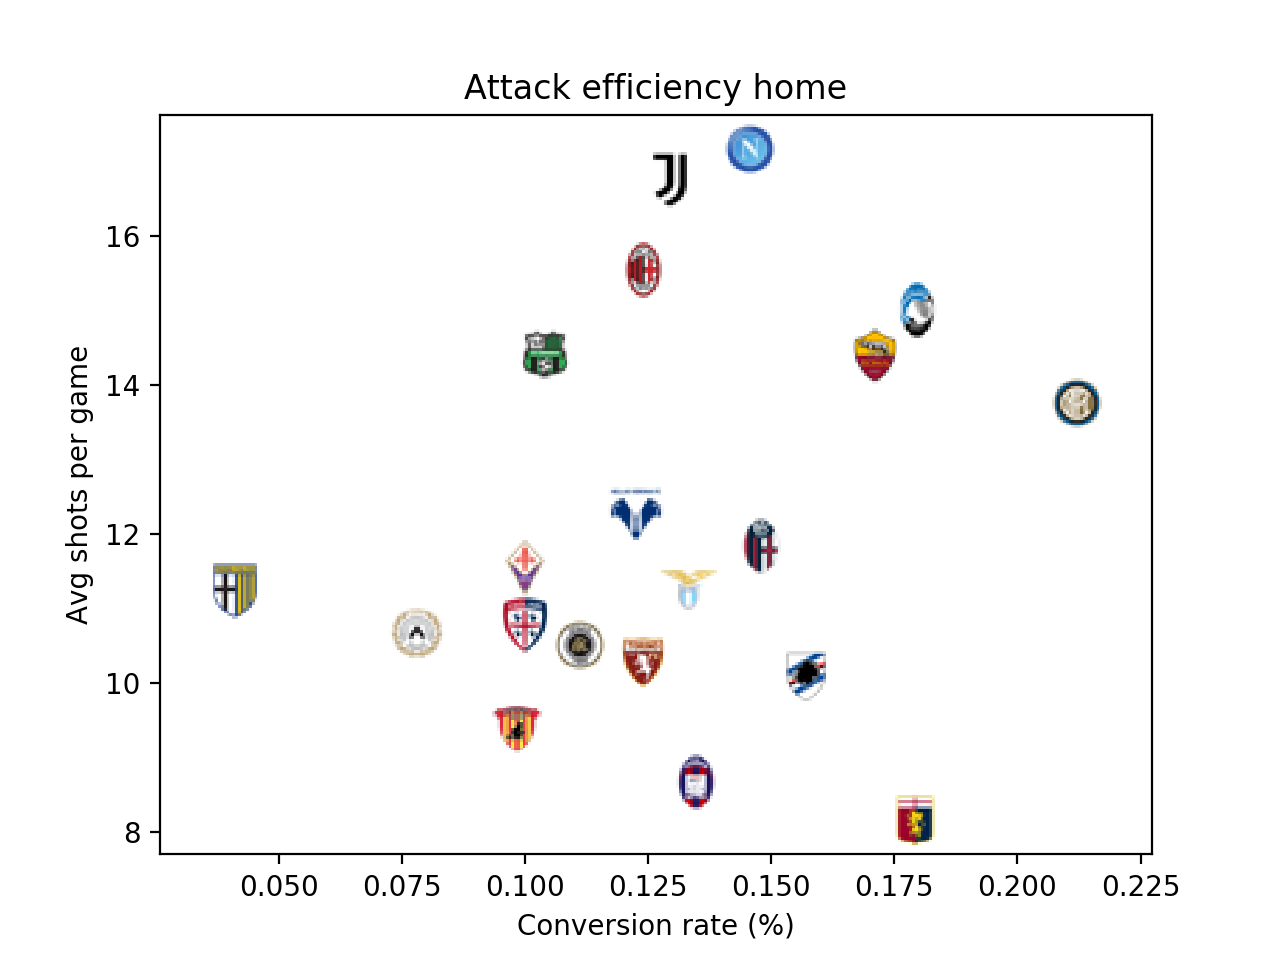 Attack efficiency home
16
14
12
10
8
Avg shots per game
0.050 0.075 0.100 0.125 0.150 0.175 0.200 0.225
Conversion rate (%)
N
TORINO